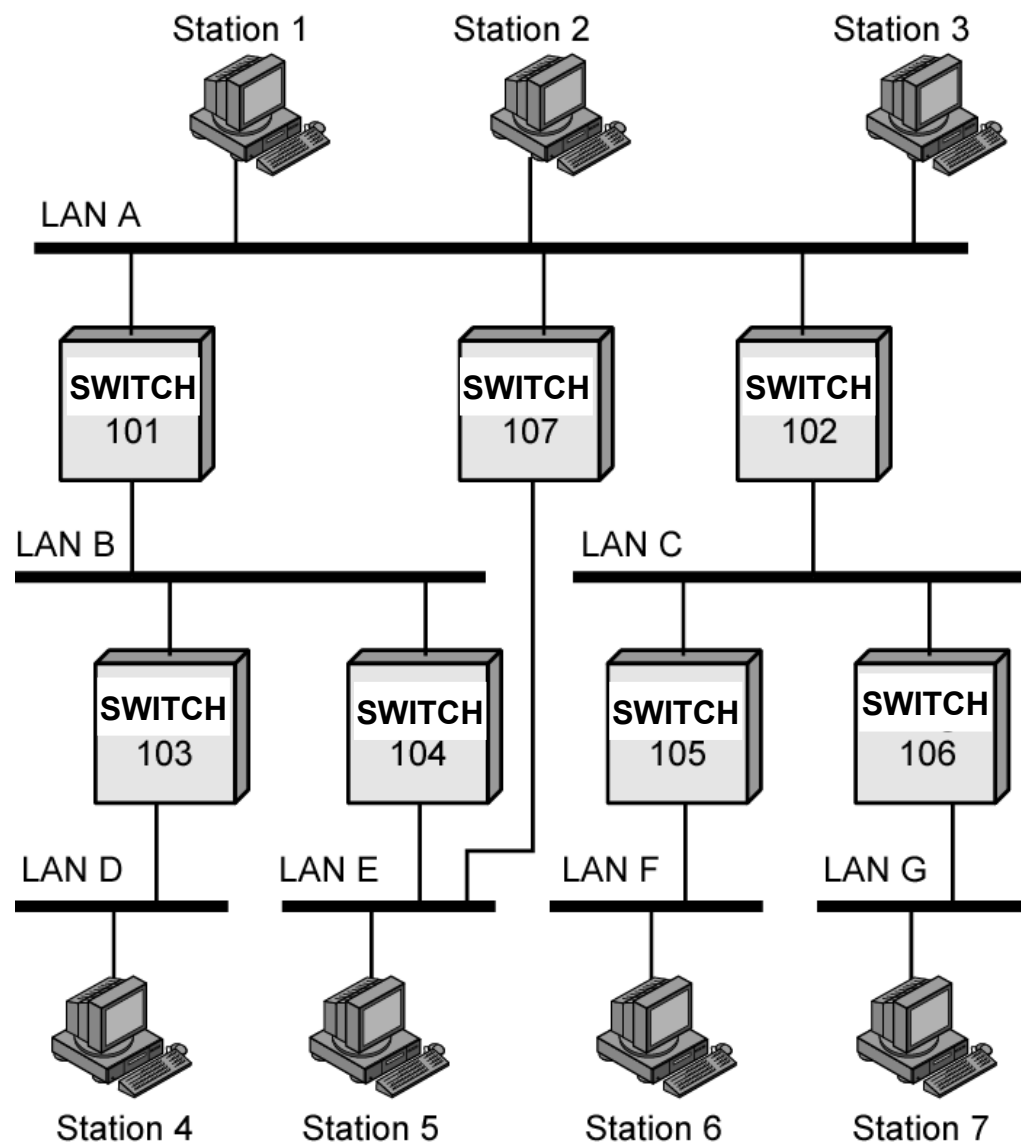 Station 1
Station 2
Station 3
LAN A
SWITCH
101
SWITCH
107
SWITCH
102
LAN B
LAN C
SWITCH
103
SWITCH
104
SWITCH
105
SWITCH
106
LAN D
LAN E
LAN F
LAN G
Station 4
Station 5
Station 6
Station 7